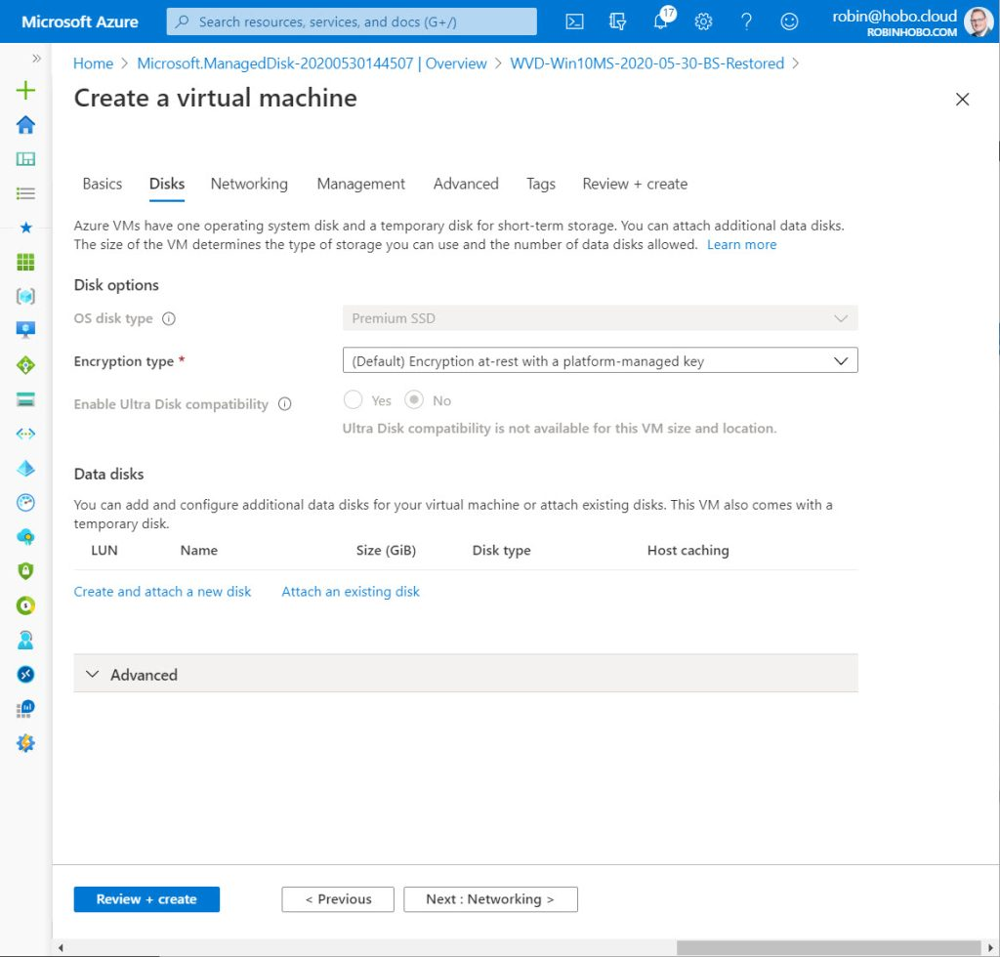 Microsoft Azure
Search resources, services, and docs (G+/)
17
robin@hobo.cloud
ROBINHOBO.COM
Home > Microsoft.ManagedDisk-20200530144507 | Overview > WVD-Win10MS-2020-05-30-BS-Restored >
Create a virtual machine
Basics Disks Networking Management Advanced Tags Review + create
Azure VMs have one operating system disk and a temporary disk for short-term storage. You can attach additional data disks.
The size of the VM determines the type of storage you can use and the number of data disks allowed. Learn more
Disk options
OS disk type
Premium SSD
Encryption type *
(Default) Encryption at-rest with a platform-managed key
Enable Ultra Disk compatibility
Yes No
Ultra Disk compatibility is not available for this VM size and location.
Data disks
You can add and configure additional data disks for your virtual machine or attach existing disks. This VM also comes with a
temporary disk.
LUN Name Size (GiB) Disk type Host caching
Create and attach a new disk Attach an existing disk
Advanced
Review + create < Previous Next : Networking >